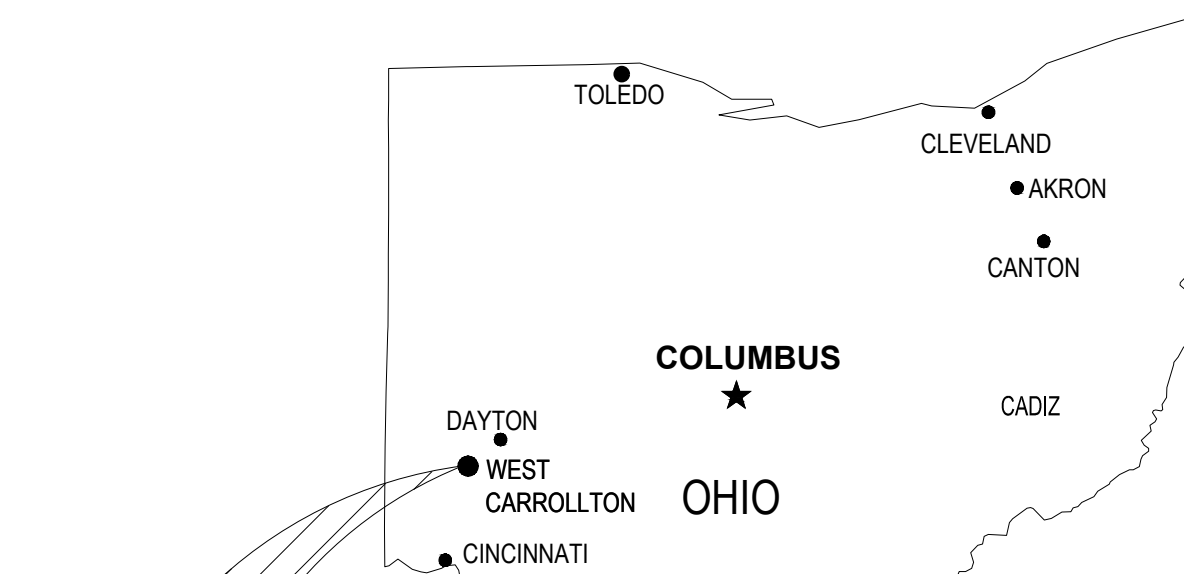 TOLEDO
CLEVELAND
AKRON
CANTON
COLUMBUS
CADIZ
DAYTON
WEST
CARROLLTON
OHIO
CINCINNATI